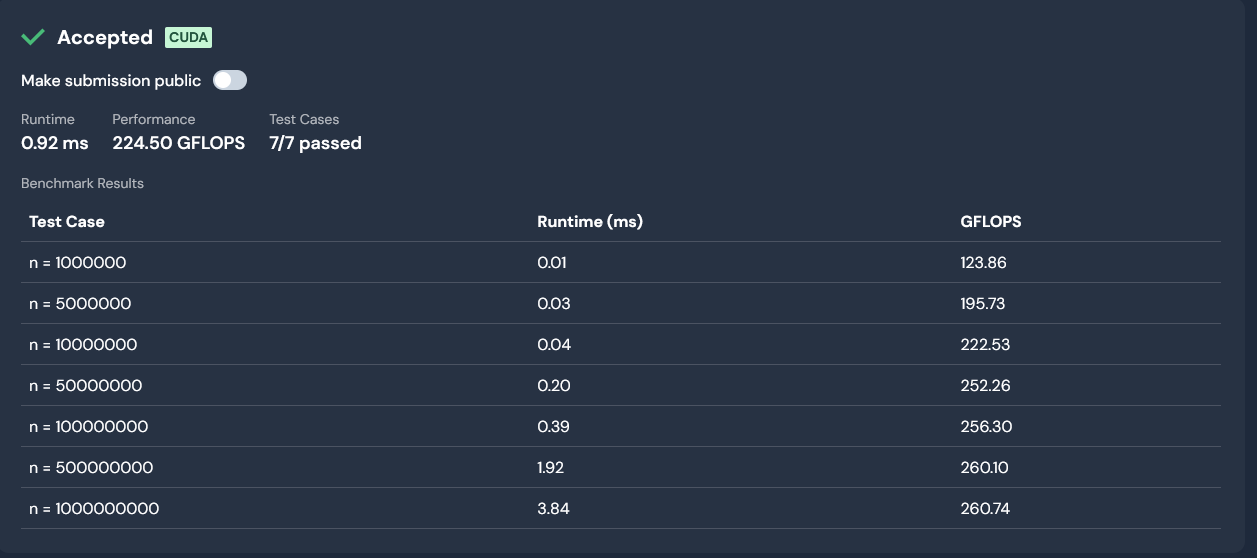 Accepted CUDA
Make submission public
Runtime Performance Test Cases
0.92 ms 224.50 GFLOPS 7/7 passed
Benchmark Results
Test Case Runtime (ms) GFLOPS
n = 1000000 0.01 123.86
n = 5000000 0.03 195.73
n = 10000000 0.04 222.53
n = 50000000 0.20 252.26
n = 100000000 0.39 256.30
n = 500000000 1.92 260.10
n = 1000000000 3.84 260.74